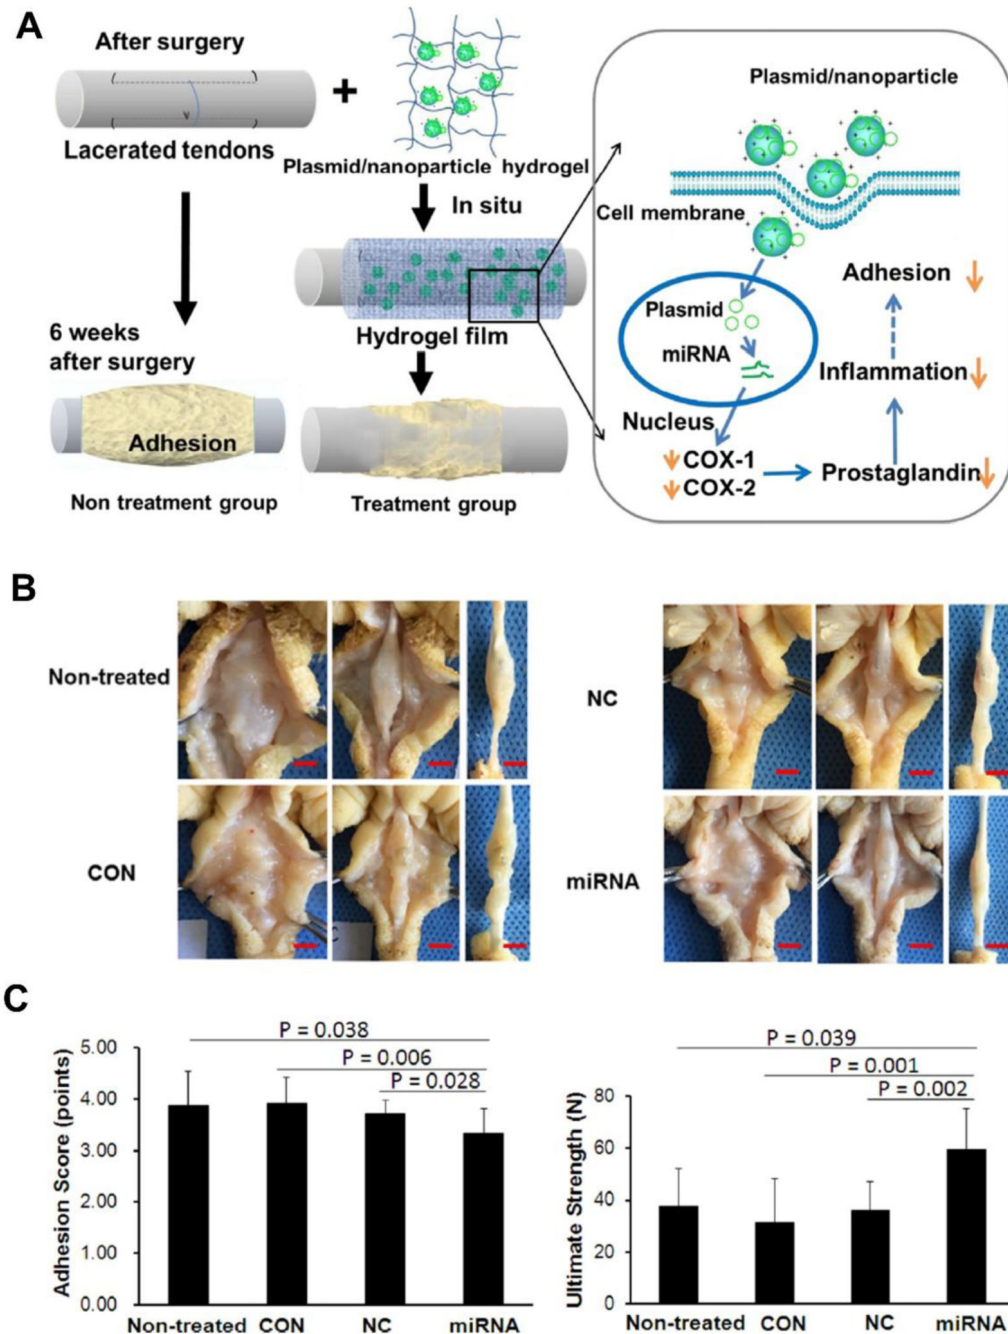 A
After surgery
+
Lacerated tendons
Plasmid/nanoparticle hydrogel
In situ
Hydrogel film
6 weeks
after surgery
Adhesion
Non treatment group
Treatment group
Plasmid/nanoparticle
Cell membrane
Plasmid
miRNA
Nucleus
COX-1
COX-2
Prostaglandin
Inflammation
Adhesion
B
Non-treated
NC
CON
miRNA
C
P = 0.038
P = 0.006
P = 0.028
Adhesion Score (points)
5.00
4.00
3.00
2.00
1.00
0.00
Non-treated CON NC miRNA
P = 0.039
P = 0.001
P = 0.002
Ultimate Strength (N)
80
60
40
20
0
Non-treated CON NC miRNA